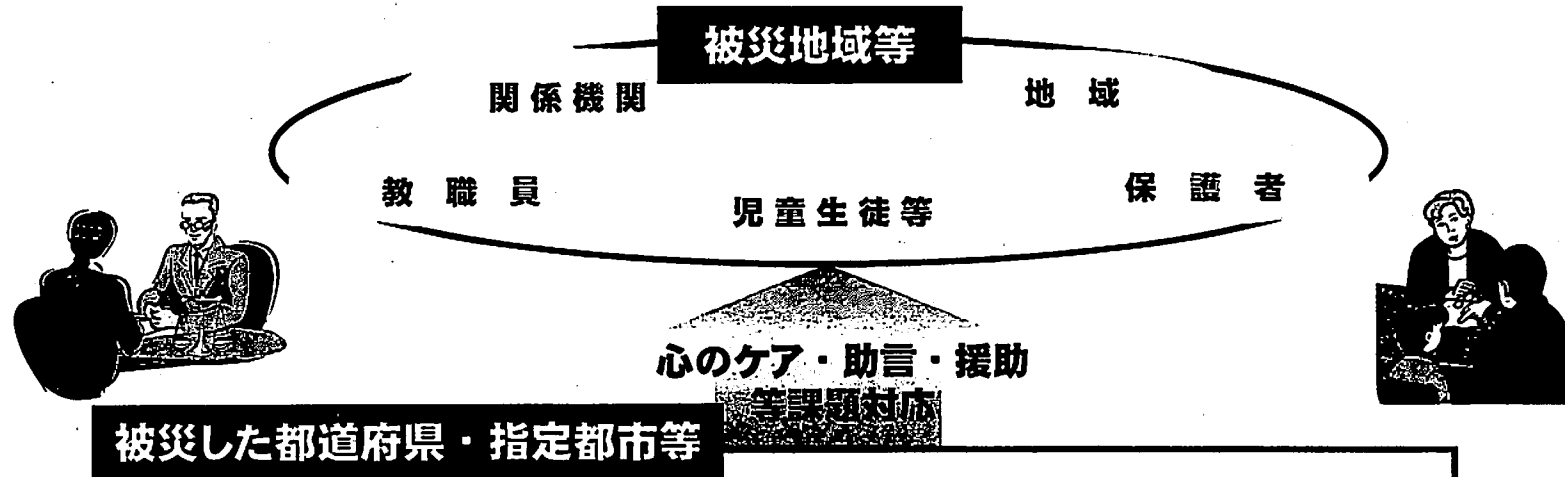 被災地域等
関係機関
地域
教職員
児童生徒等
保護者
心のケア・助言・援助
等課題対応
被災した都道府県・指定都市等